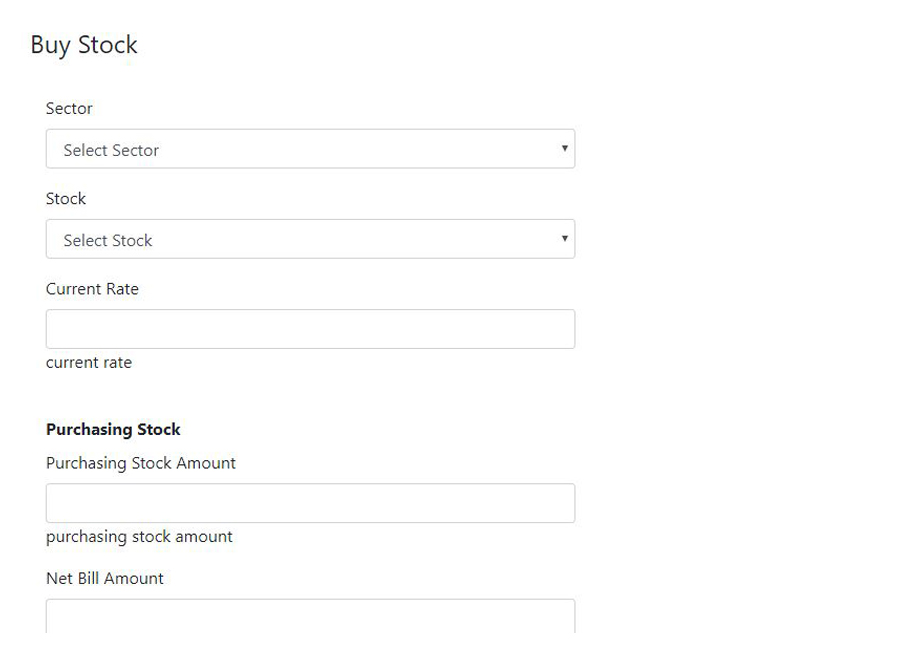 Buy Stock
Sector
Select Sector
Stock
Select Stock
Current Rate
current rate
Purchasing Stock
Purchasing Stock Amount
purchasing stock amount
Net Bill Amount